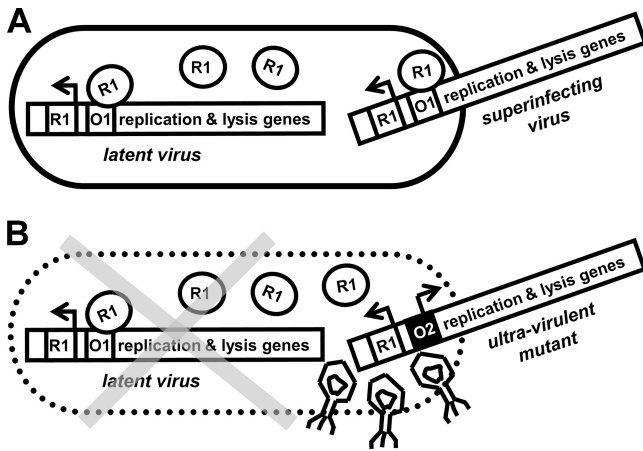 A
R1
R1
R1
R1
R1 O1 replication & lysis genes
latent virus
R1 O1 replication & lysis genes
superinfecting
virus
B
R1
R1
R1
R1
R1 O1 replication & lysis genes
latent virus
R1 O2 replication & lysis genes
ultra-virulent
mutant